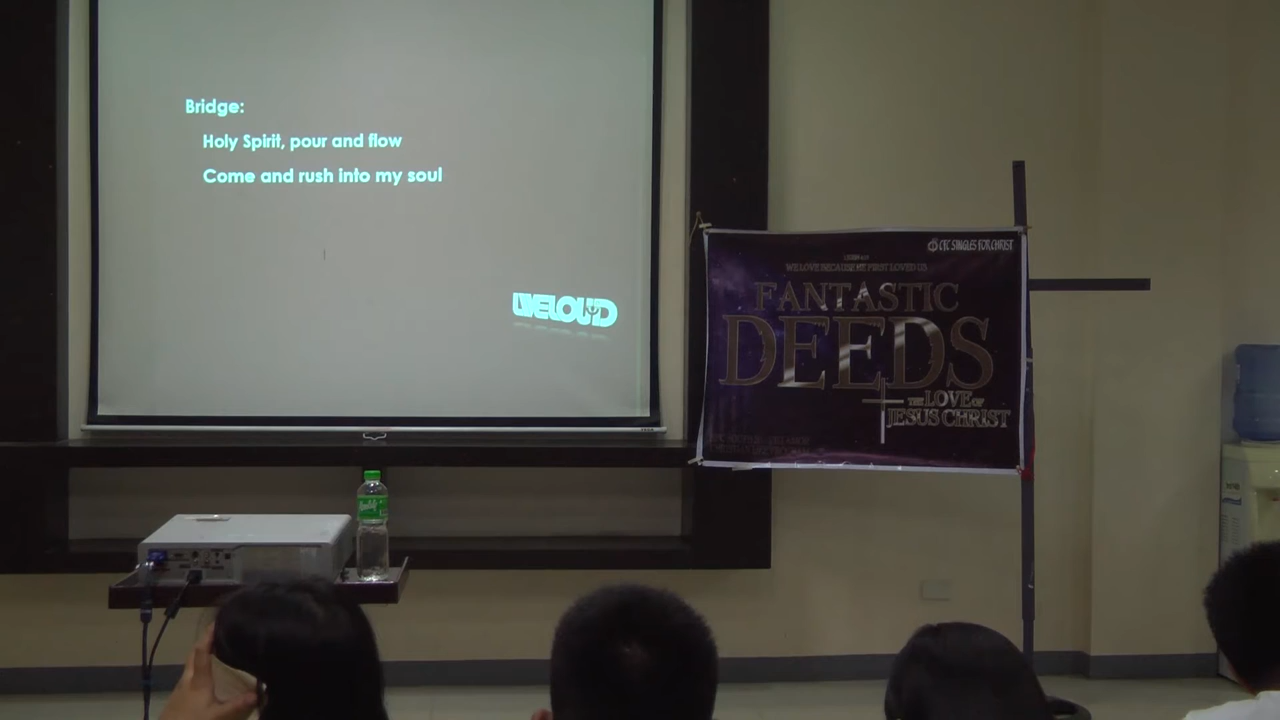 Bridge:
Holy Spirit, pour and flow
Come and rush into my soul
LIVELOUD
CFC SINGLES FOR CHRIST
WE LOVE BECAUSE HE FIRST LOVED US
FANTASTIC
DEEDS
THE LOVE OF
JESUS CHRIST